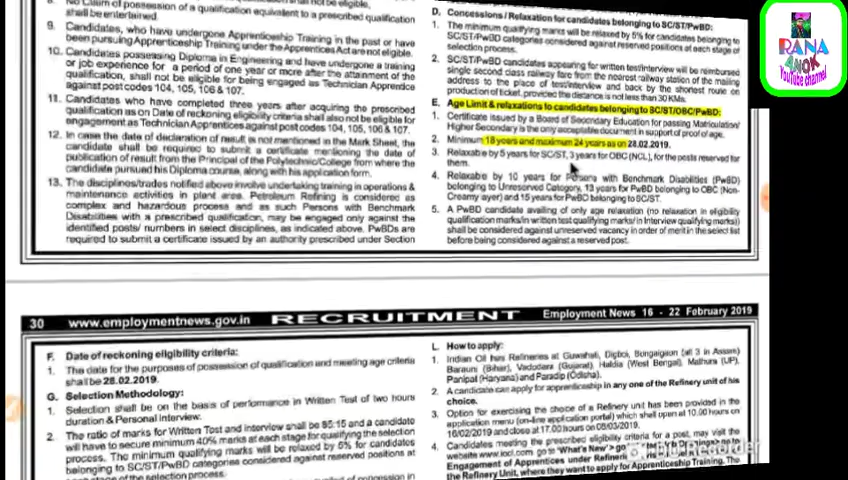 8. No Claim of possession of a qualification equivalent to a prescribed qualification
shall be entertained.
9. Candidates, who have undergone Apprenticeship Training in the past or have
been pursuing Apprenticeship Training under the Apprentices Act are not eligible.
10. Candidates possessing Diploma in Engineering and have undergone a training
or job experience for a period of one year or more after the attainment of the
qualification, shall not be eligible for being engaged as Technician Apprentice
against post codes 104, 105, 106 & 107.
11. Candidates who have completed three years after acquiring the prescribed
qualification as on Date of reckoning eligibility criteria shall also not be eligible for
engagement as Technician Apprentices against post codes 104, 105, 106 & 107.
12. In case the date of declaration of result is not mentioned in the Mark Sheet, the
candidate shall be required to submit a certificate mentioning the date of
publication of result from the Principal of the Polytechnic/College from where the
candidate pursued his Diploma course, along with his application form.
13. The disciplines/trades notified above involve undertaking training in operations &
maintenance activities in plant area. Petroleum Refining is considered as
complex and hazardous process and as such Persons with Benchmark
Disabilities with a prescribed qualification, may be engaged only against the
identified posts/ numbers in select disciplines, as indicated above. PwBDs are
required to submit a certificate issued by an authority prescribed under Section
D. Concessions / Relaxation for candidates belonging to SC/ST/PwBD:
1. The minimum qualifying marks will be relaxed by 5% for candidates belonging to
SC/ST/PwBD categories considered against reserved positions at each stage of
selection process.
2. SC/ST/PwBD candidates appearing for written test/interview will be reimbursed
single second class railway fare from the nearest railway station of the mailing
address to the place of test/interview and back by the shortest route on
production of ticket, provided the distance is not less than 30 KMs.
E. Age Limit & relaxations to candidates belonging to SC/ST/OBC/PwBD:
1. Certificate issued by a Board of Secondary Education for passing Matriculation/
Higher Secondary is the only acceptable document in support of proof of age.
2. Minimum 18 years and maximum 24 years as on 28.02.2019.
3. Relaxable by 5 years for SC/ST, 3 years for OBC (NCL), for the posts reserved for
them.
4. Relaxable by 10 years for Persons with Benchmark Disabilities (PwBD)
belonging to Unreserved Category, 13 years for PwBD belonging to OBC (Non-
Creamy layer) and 15 years for PwBD belonging to SC/ST.
5. A PwBD candidate availing of only age relaxation (no relaxation in eligibility
qualification marks/in written test qualifying marks/in Interview qualifying marks)
shall be considered against unreserved vacancy in order of merit in the select list
before being considered against a reserved post.
RANA
4NOK
YouTube channel
30 www.employmentnews.gov.in RECRUITMENT Employment News 16 - 22 February 2019
F. Date of reckoning eligibility criteria:
1. The date for the purposes of possession of qualification and meeting age criteria
shall be 28.02.2019.
G. Selection Methodology:
1. Selection shall be on the basis of performance in Written Test of two hours
duration & Personal interview.
2. The ratio of marks for Written Test and interview shall be 85:15 and a candidate
will have to secure minimum 40% marks at each stage for qualifying the selection
process. The minimum qualifying marks will be relaxed by 5% for candidates
belonging to SC/ST/PwBD categories considered against reserved positions at
each stage of the selection process.
L. How to apply:
1. Indian Oil has Refineries at Guwahati, Digboi, Bongaigaon (all 3 in Assam)
Barauni (Bihar), Vadodara (Gujarat), Haldia (West Bengal), Mathura (UP),
Panipat (Haryana) and Paradip (Odisha).
2. A candidate can apply for apprenticeship in any one of the Refinery unit of his
choice.
3. Option for exercising the choice of a Refinery unit has been provided in the
application menu (on-line application portal) which shall open at 10.00 hours on
16/02/2019 and close at 17.00 hours on 08/03/2019.
4. Candidates meeting the prescribed eligibility criteria for a post, may visit the
website www.iocl.com go to 'What's New' > go to
Engagement of Apprentices under Refineries
the Refinery Unit, where they want to apply for Apprenticeship Training. The
DU Recorder